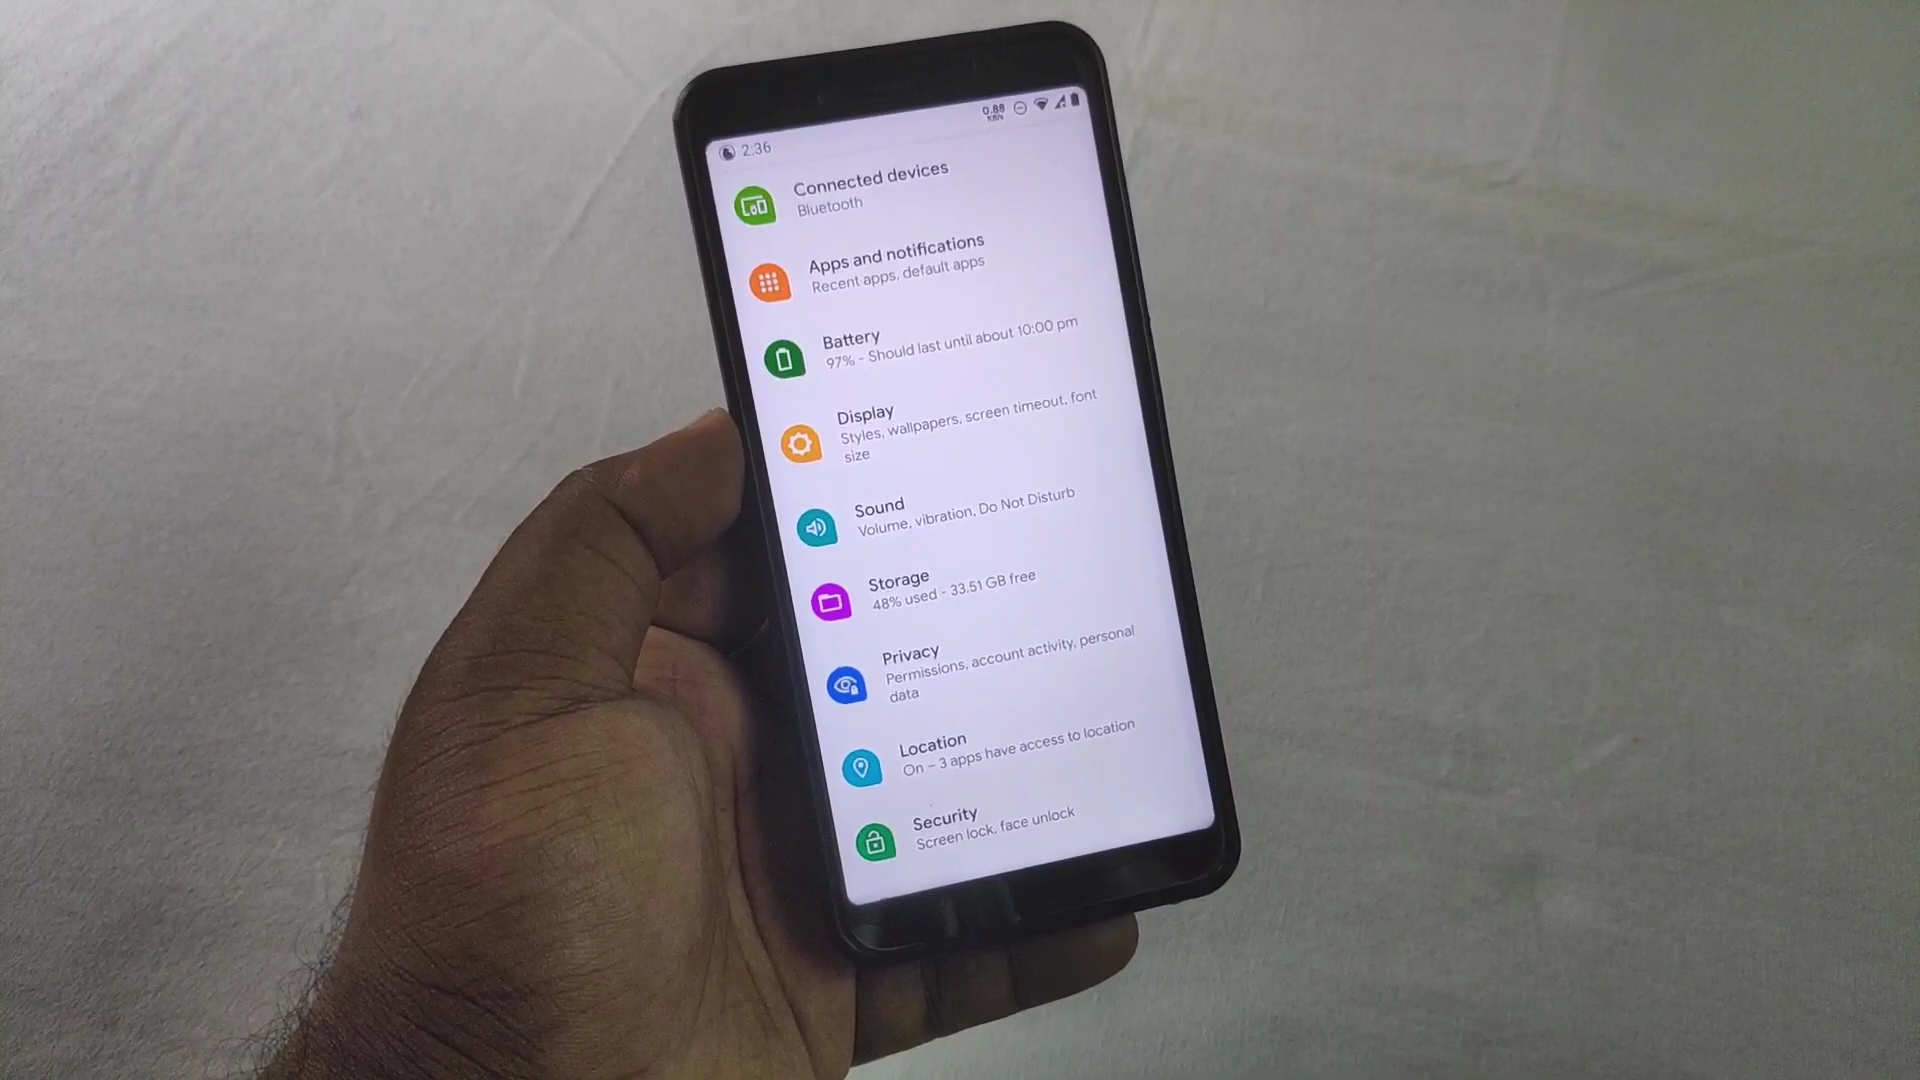 0.88
KB/s
2:36
Connected devices
Bluetooth
Apps and notifications
Recent apps, default apps
Battery
97% - Should last until about 10:00 pm
Display
Styles, wallpapers, screen timeout, font
size
Sound
Volume, vibration, Do Not Disturb
Storage
48% used - 33.51 GB free
Privacy
Permissions, account activity, personal
data
Location
On – 3 apps have access to location
Security
Screen lock, face unlock